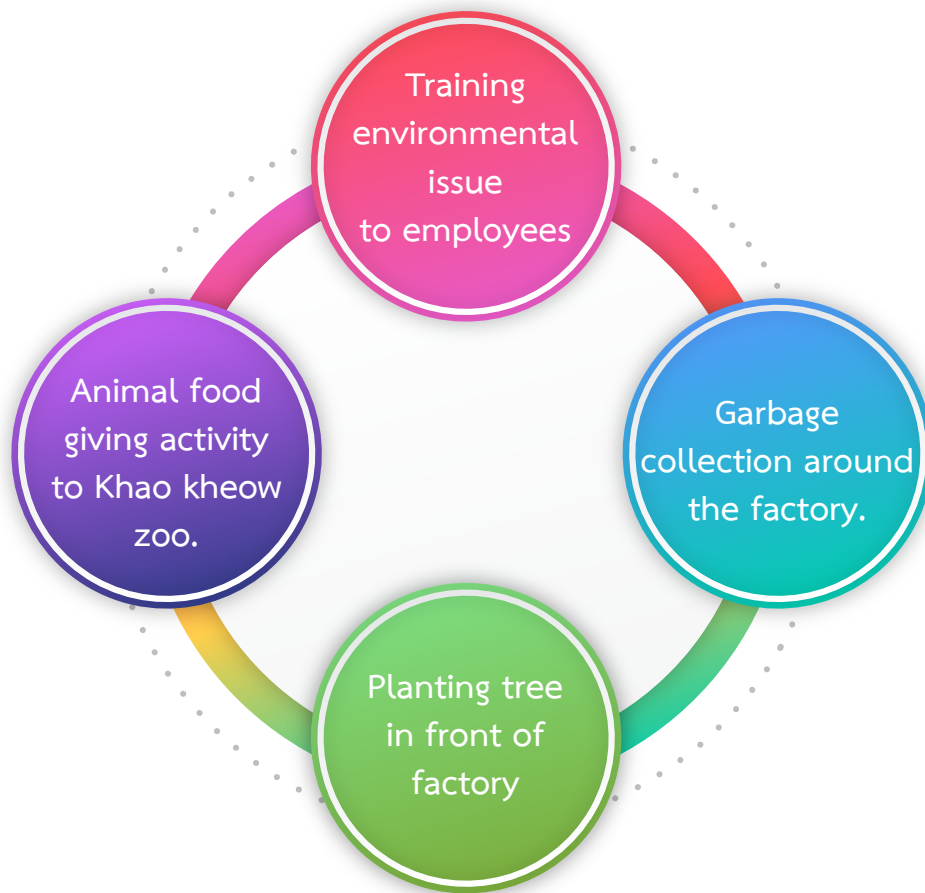 Training
environmental
issue
to employees
Animal food
giving activity
to Khao kheow
zoo.
Garbage
collection around
the factory.
Planting tree
in front of
factory